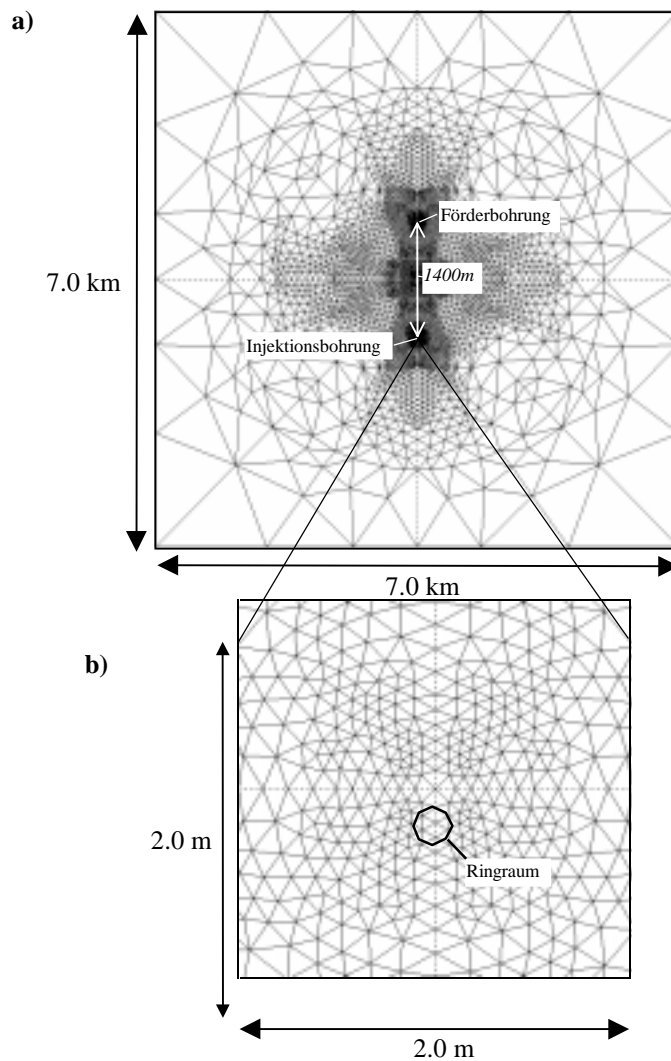 a)
Förderbohrung
7.0 km
1400m
Injektionsbohrung
7.0 km
b)
2.0 m
Ringraum
2.0 m